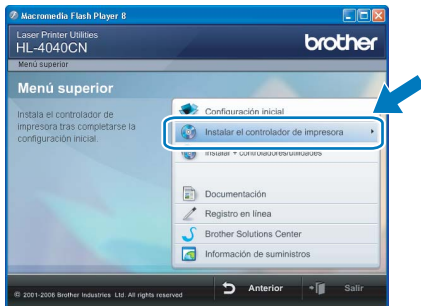 Macromedia Flash Player 8
Laser Printer Utilities
HL-4040CN
brother
Menú superior
Menú superior
Instala el controlador de
impresora tras completarse la
configuración inicial.
Configuración inicial
Instalar el controlador de impresora
Instalar + controladores/utilidades
Documentación
Registro en línea
Brother Solutions Center
Información de suministros
© 2001-2006 Brother Industries Ltd. All rights reserved
Anterior
Salir